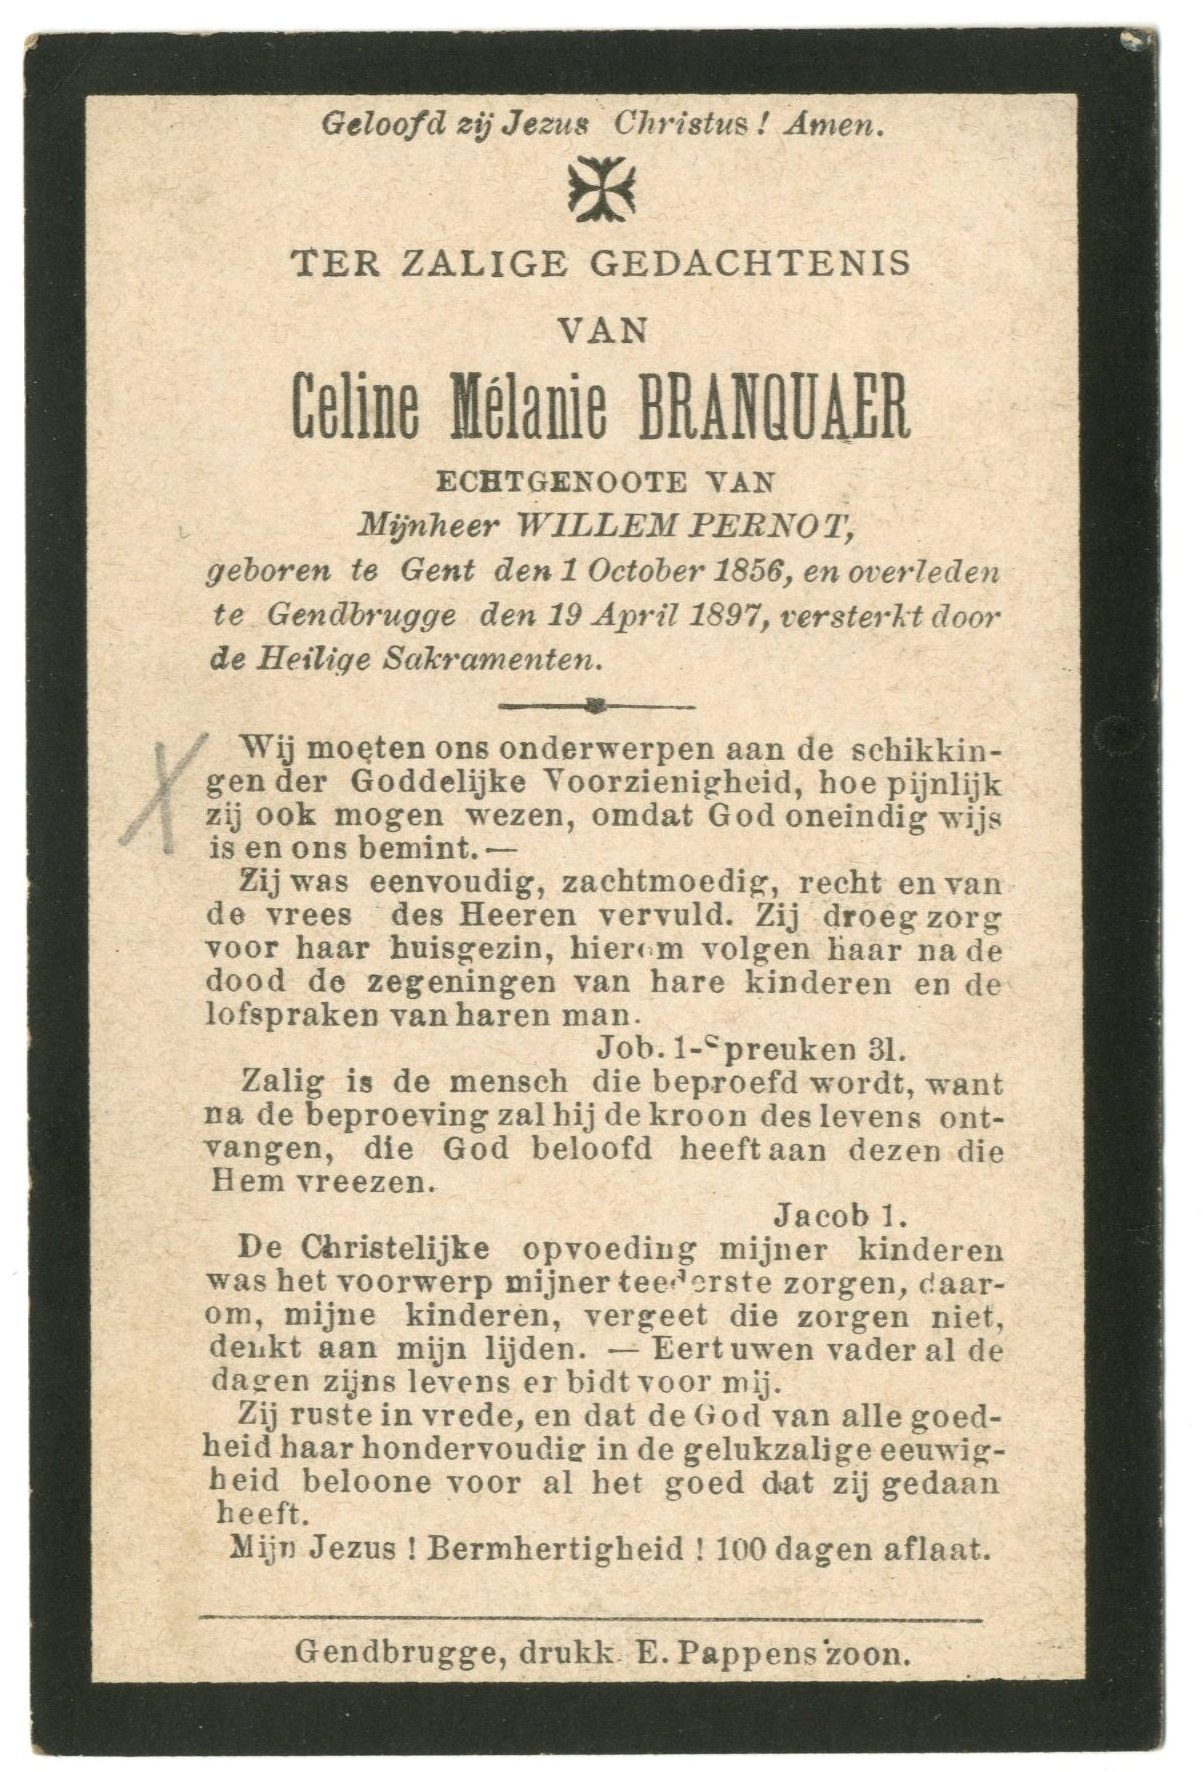 Geloofd zij Jezus Christus! Amen.
TER ZALIGE GEDACHTENIS
VAN
Celine Mélanie BRANQUAER
ECHTGENOOTE VAN
Mijnheer WILLEM PERNOT,
geboren te Gent den 1 October 1856, en overleden
te Gendbrugge den 19 April 1897, versterkt door
de Heilige Sakramenten.
Wij moeten ons onderwerpen aan de schikkin-
gen der Goddelijke Voorzienigheid, hoe pijnlijk
zij ook mogen wezen, omdat God oneindig wijs
is en ons bemint. —
Zij was eenvoudig, zachtmoedig, recht en van
de vrees des Heeren vervuld. Zij droeg zorg
voor haar huisgezin, hierom volgen haar na de
dood de zegeningen van hare kinderen en de
lofspraken van haren man.
Job. 1-Spreuken 31.
Zalig is de mensch die beproefd wordt, want
na de beproeving zal hij de kroon des levens ont-
vangen, die God beloofd heeft aan dezen die
Hem vreezen.
Jacob 1.
De Christelijke opvoeding mijner kinderen
was het voorwerp mijner teederste zorgen, daar-
om, mijne kinderen, vergeet die zorgen niet,
denkt aan mijn lijden. — Eert uwen vader al de
dagen zijns levens er bidt voor mij.
Zij ruste in vrede, en dat de God van alle goed-
heid haar hondervoudig in de gelukzalige eeuwig-
heid beloone voor al het goed dat zij gedaan
heeft.
Mijn Jezus! Bermhertigheid! 100 dagen aflaat.
Gendbrugge, drukk. E. Pappens zoon.